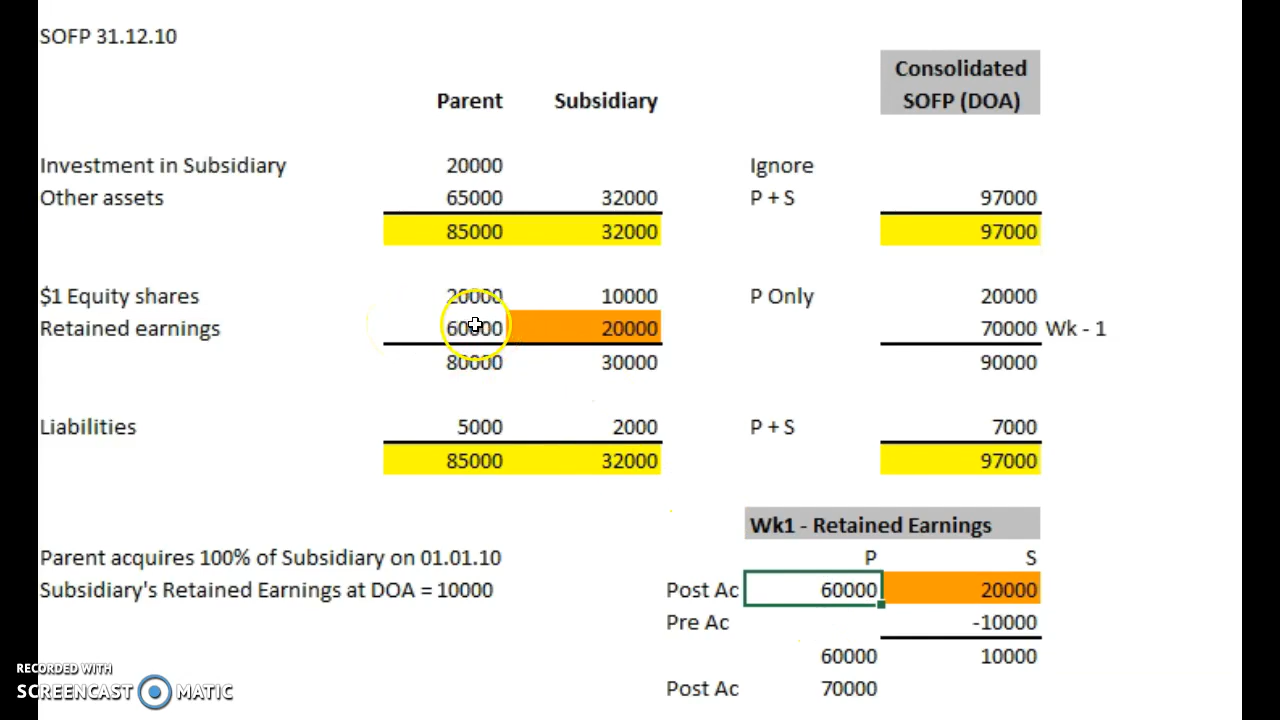 SOFP 31.12.10
Consolidated
Parent Subsidiary SOFP (DOA)
Investment in Subsidiary 20000 Ignore
Other assets 65000 32000 P + S 97000
85000 32000 97000
$1 Equity shares 20000 10000 P Only 20000
Retained earnings 60000 20000 70000 Wk - 1
80000 30000 90000
Liabilities 5000 2000 P + S 7000
85000 32000 97000
Wk1 - Retained Earnings
Parent acquires 100% of Subsidiary on 01.01.10 P S
Subsidiary's Retained Earnings at DOA = 10000 Post Ac 60000 20000
Pre Ac -10000
60000 10000
Post Ac 70000
RECORDED WITH
SCREENCAST MATIC